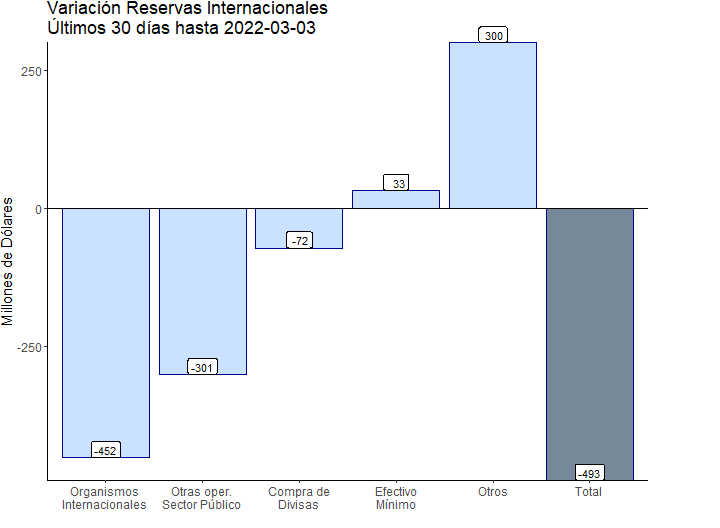 Variación Reservas Internacionales
Últimos 30 días hasta 2022-03-03
Millones de Dólares
250
0
-250
300
33
-72
-301
-452
-493
Organismos
Internacionales
Otras oper.
Sector Público
Compra de
Divisas
Efectivo
Mínimo
Otros
Total